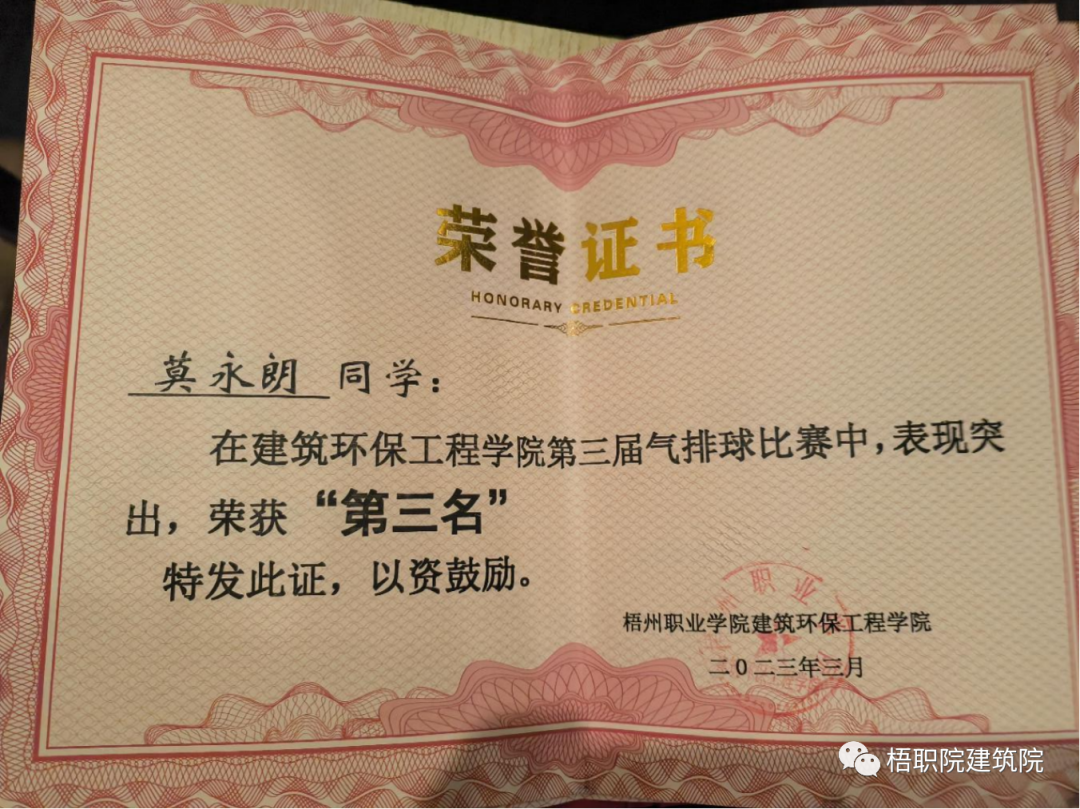 荣誉证书
HONORARY CREDENTIAL
莫永朗 同学：
在建筑环保工程学院第三届气排球比赛中，表现突
出，荣获“第三名”
特发此证，以资鼓励。
梧州职业学院建筑环保工程学院
二0二三年三月
梧职院建筑院